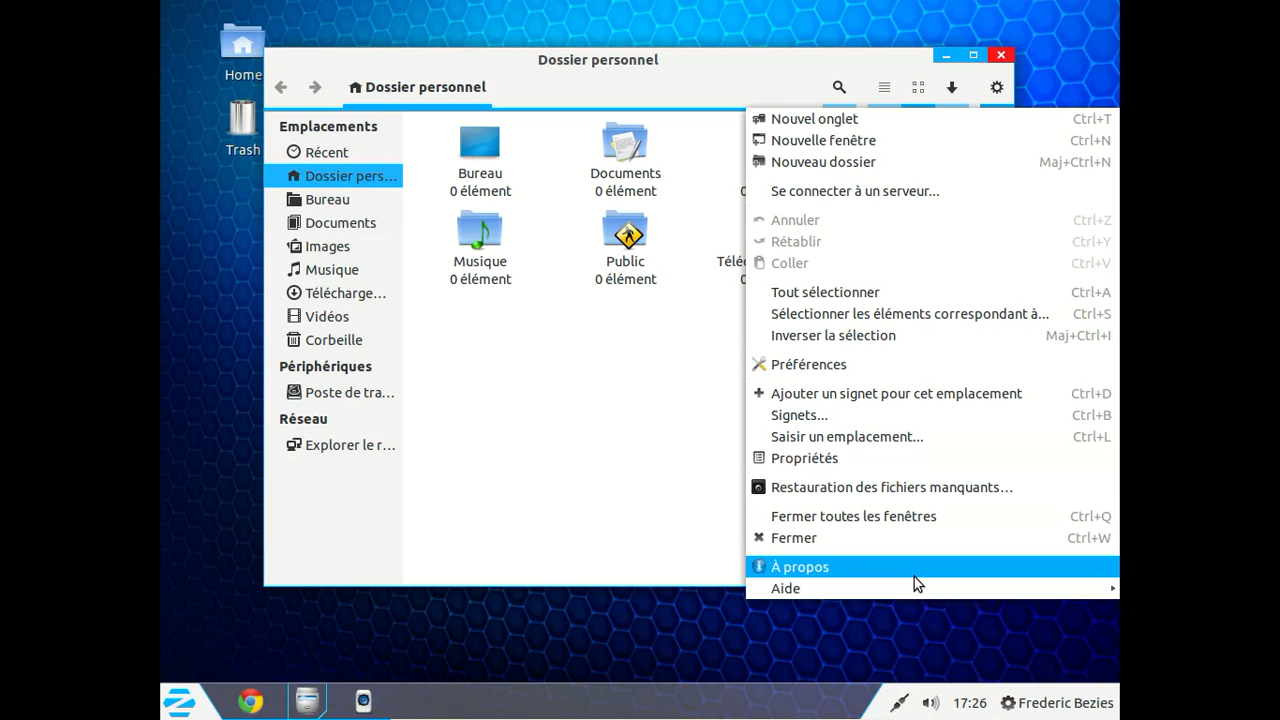 Home
Trash
Dossier personnel
Dossier personnel
Emplacements
Récent
Dossier pers...
Bureau
Documents
Images
Musique
Télécharge...
Vidéos
Corbeille
Périphériques
Poste de tra...
Réseau
Explorer le r...
Bureau
0 élément
Documents
0 élément
0
Musique
0 élément
Public
0 élément
Téléc
0
Nouvel onglet Ctrl+T
Nouvelle fenêtre Ctrl+N
Nouveau dossier Maj+Ctrl+N
Se connecter à un serveur...
Annuler Ctrl+Z
Rétablir Ctrl+Y
Coller Ctrl+V
Tout sélectionner Ctrl+A
Sélectionner les éléments correspondant à... Ctrl+S
Inverser la sélection Maj+Ctrl+I
Préférences
Ajouter un signet pour cet emplacement Ctrl+D
Signets... Ctrl+B
Saisir un emplacement... Ctrl+L
Propriétés
Restauration des fichiers manquants...
Fermer toutes les fenêtres Ctrl+Q
Fermer Ctrl+W
À propos
Aide
17:26 Frederic Bezies